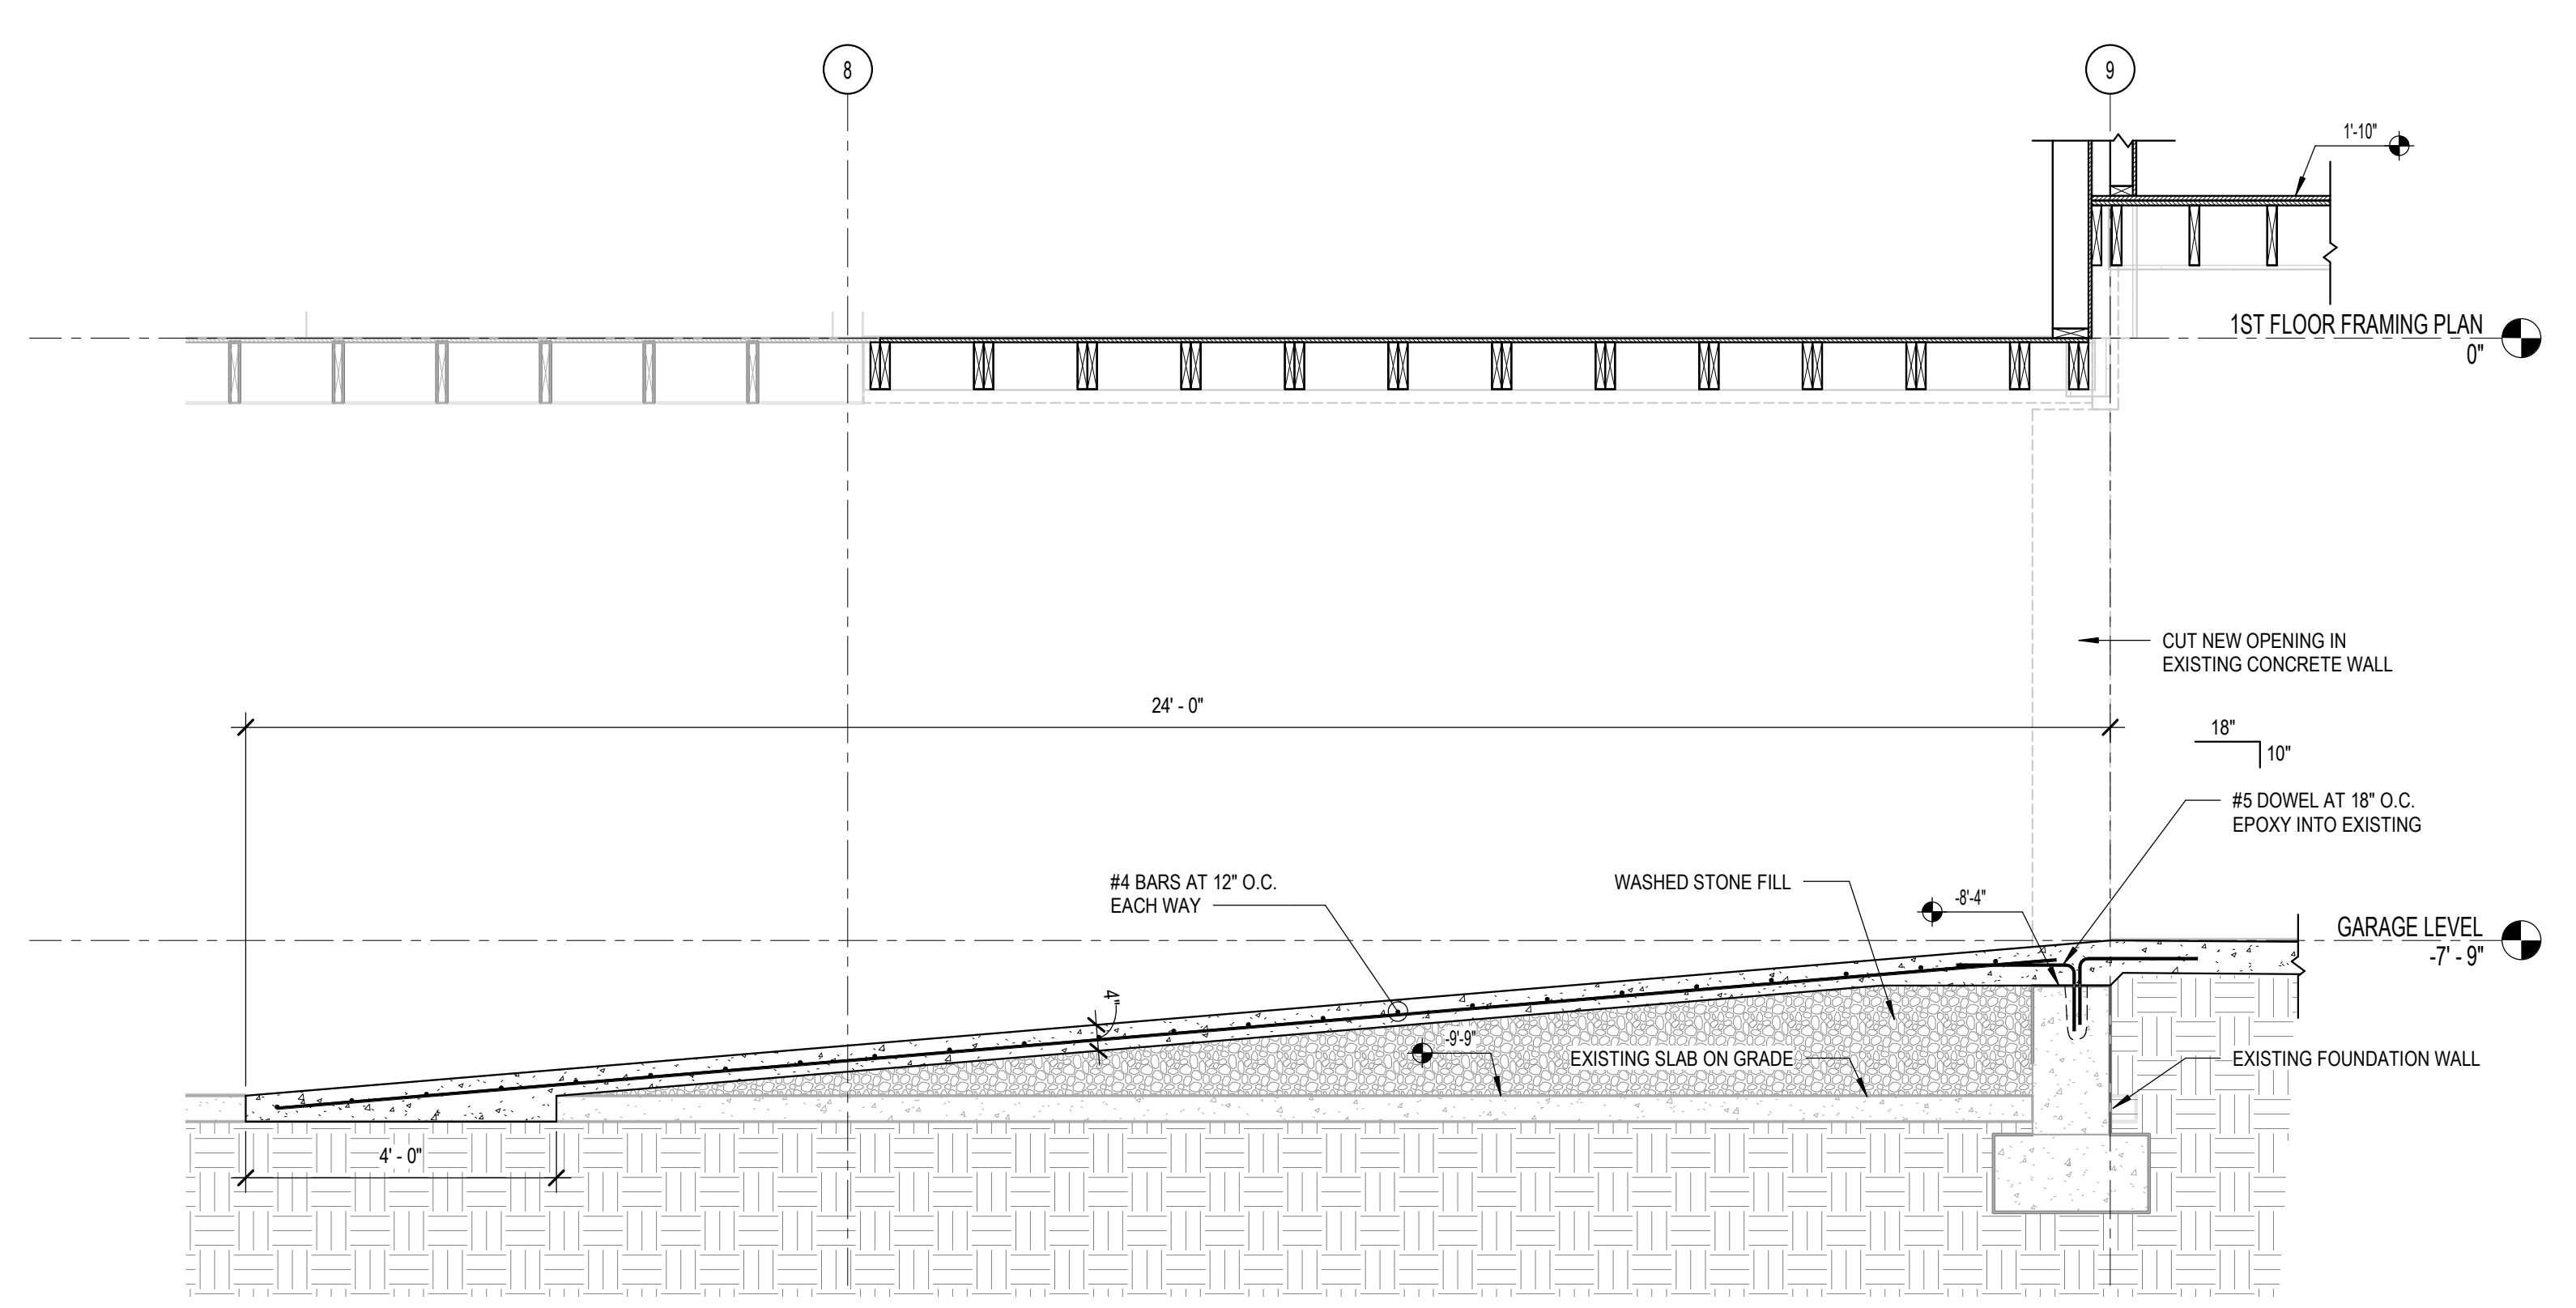 8
9
1'-10"
1ST FLOOR FRAMING PLAN
0"
CUT NEW OPENING IN
EXISTING CONCRETE WALL
24' - 0"
18"
10"
#5 DOWEL AT 18" O.C.
EPOXY INTO EXISTING
#4 BARS AT 12" O.C.
EACH WAY
WASHED STONE FILL
-8'-4"
GARAGE LEVEL
-7' - 9"
4"
-9'-9"
EXISTING SLAB ON GRADE
EXISTING FOUNDATION WALL
4' - 0"